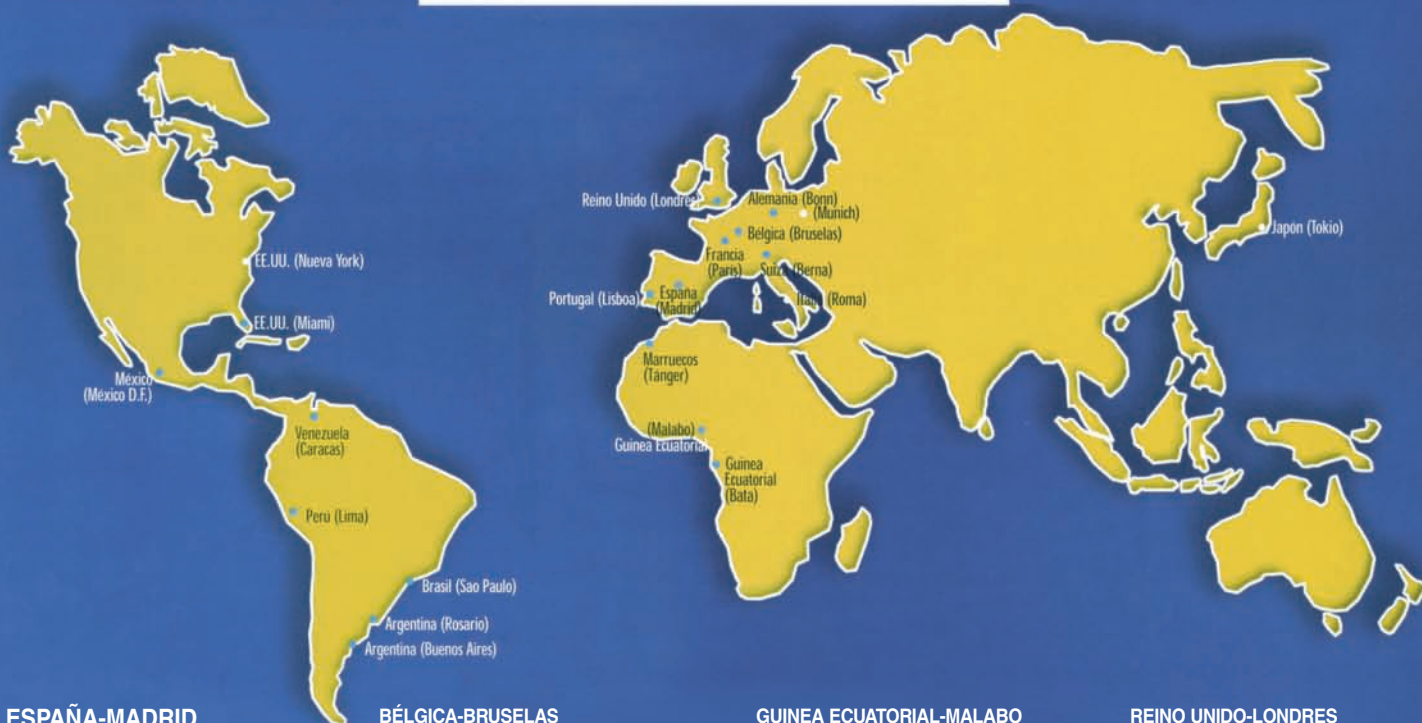 Reino Unido (Londres)
Alemania (Bonn)
(Munich)
Bélgica (Bruselas)
Francia
(París)
Suiza (Berna)
Japón (Tokio)
EE.UU. (Nueva York)
Portugal (Lisboa)
España
(Madrid)
Italia (Roma)
EE.UU. (Miami)
Marruecos
(Tánger)
México
(México D.F.)
Venezuela
(Caracas)
(Malabo)
Guinea Ecuatorial
Guinea
Ecuatorial
(Bata)
Perú (Lima)
Brasil (Sao Paulo)
Argentina (Rosario)
Argentina (Buenos Aires)
ESPAÑA-MADRID
BÉLGICA-BRUSELAS
GUINEA ECUATORIAL-MALABO
REINO UNIDO-LONDRES